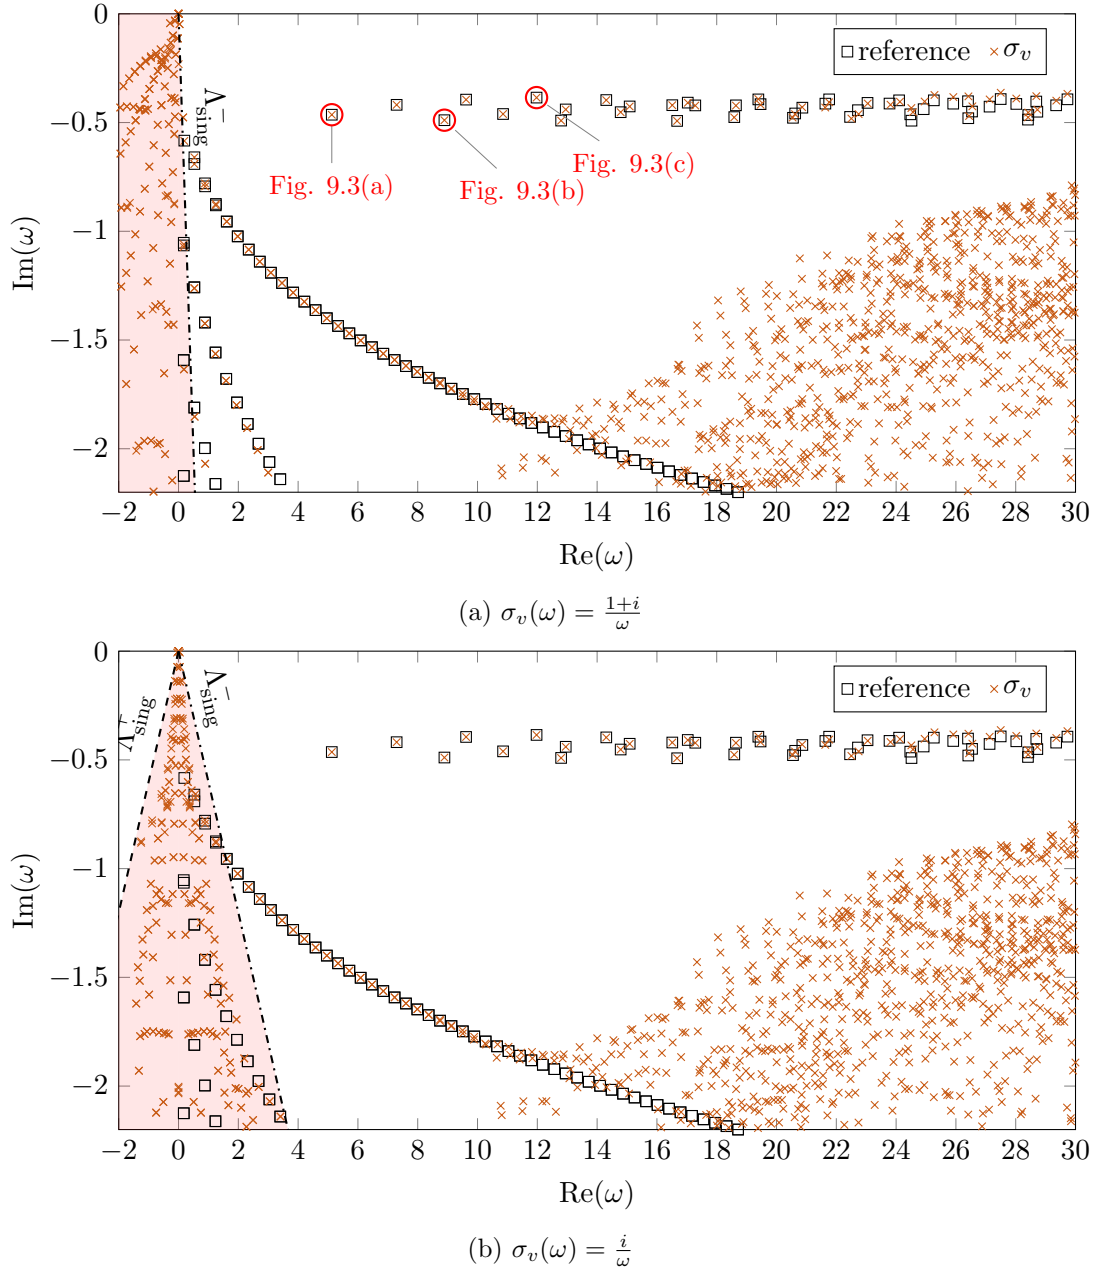 0
−0.5
−1
−1.5
−2
Im(ω)
reference σᵥ
Λ⁻sing
Fig. 9.3(a)
Fig. 9.3(b)
Fig. 9.3(c)
−2 0 2 4 6 8 10 12 14 16 18 20 22 24 26 28 30
Re(ω)
(a) σᵥ(ω) = (1+i)/ω
0
−0.5
−1
−1.5
−2
Im(ω)
reference σᵥ
Λ⁺sing
Λ⁻sing
−2 0 2 4 6 8 10 12 14 16 18 20 22 24 26 28 30
Re(ω)
(b) σᵥ(ω) = i/ω